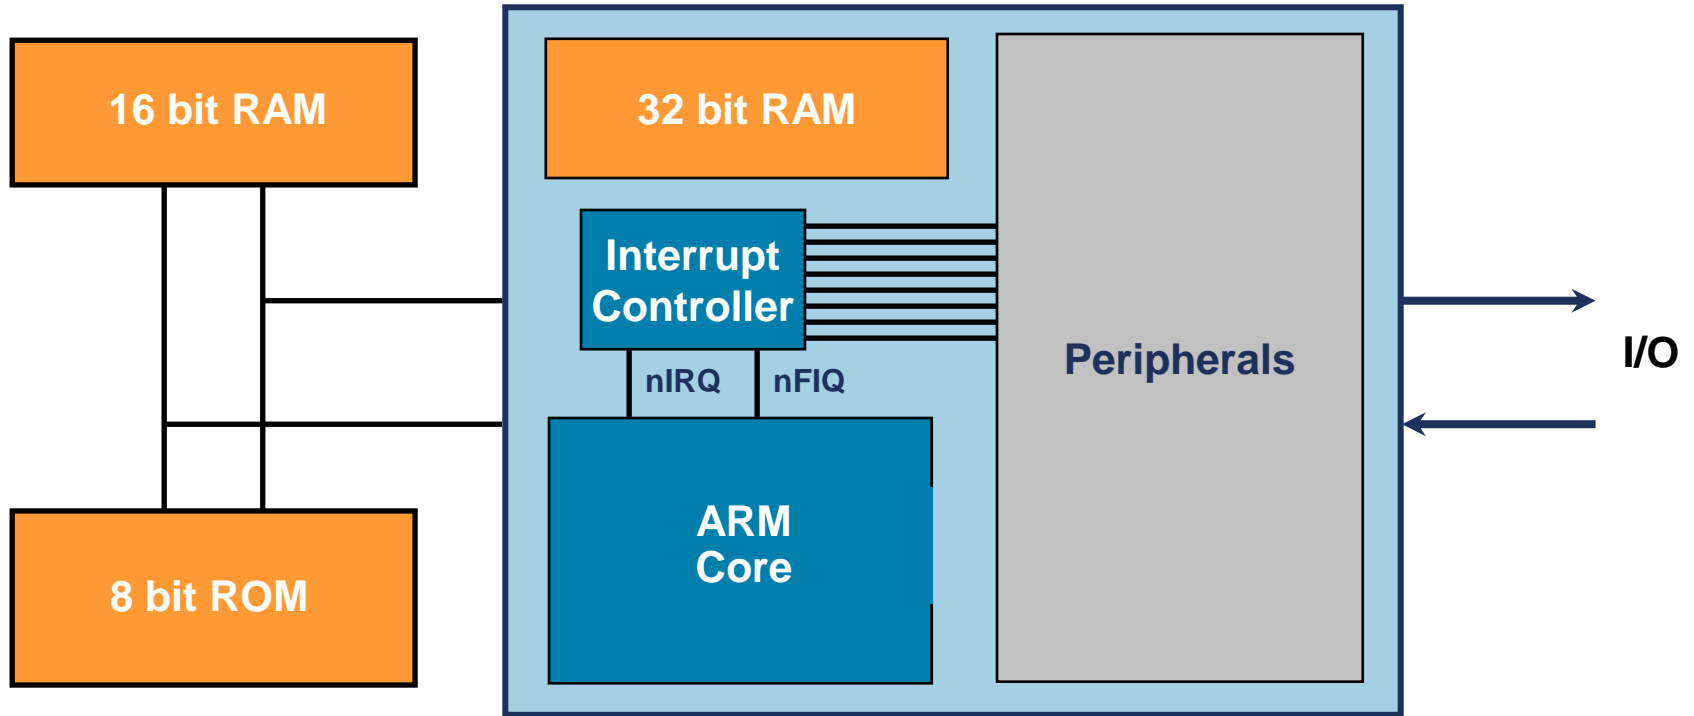 16 bit RAM
32 bit RAM
Interrupt
Controller
nIRQ
nFIQ
Peripherals
I/O
ARM
Core
8 bit ROM